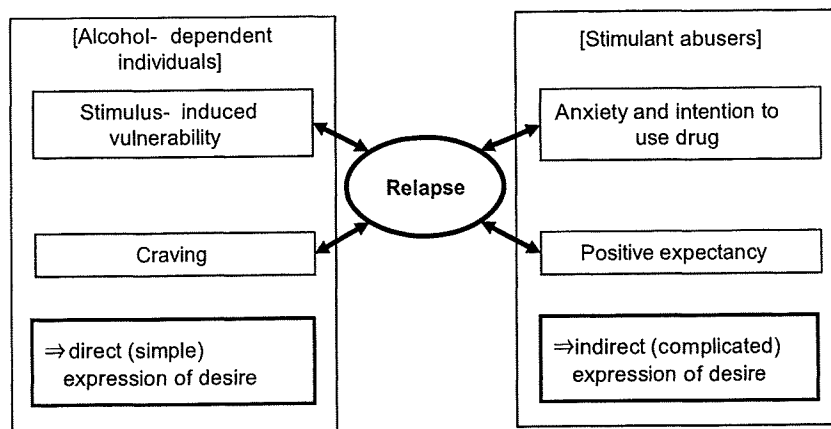 [Alcohol- dependent
individuals]
Stimulus- induced
vulnerability
Craving
⇒direct (simple)
expression of desire
Relapse
[Stimulant abusers]
Anxiety and intention to
use drug
Positive expectancy
⇒indirect (complicated)
expression of desire